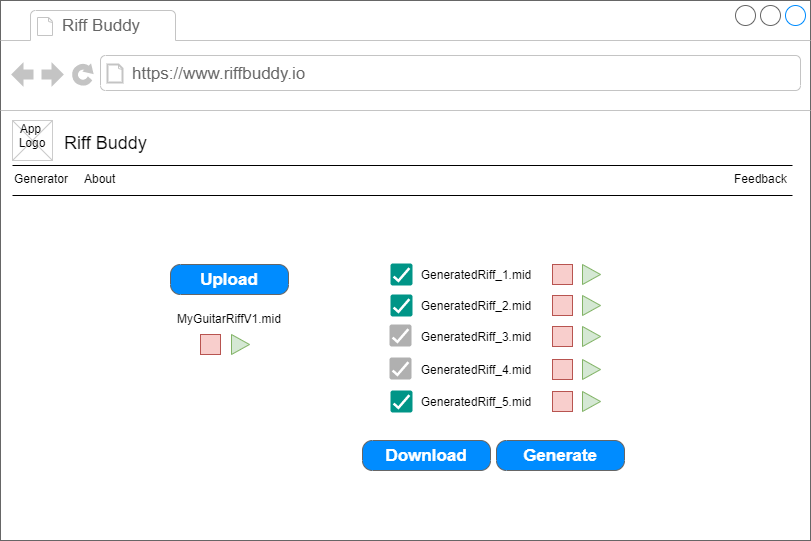 Riff Buddy
https://www.riffbuddy.io
App
Logo
Riff Buddy
Generator About Feedback
Upload
MyGuitarRiffV1.mid
GeneratedRiff_1.mid
GeneratedRiff_2.mid
GeneratedRiff_3.mid
GeneratedRiff_4.mid
GeneratedRiff_5.mid
Download Generate